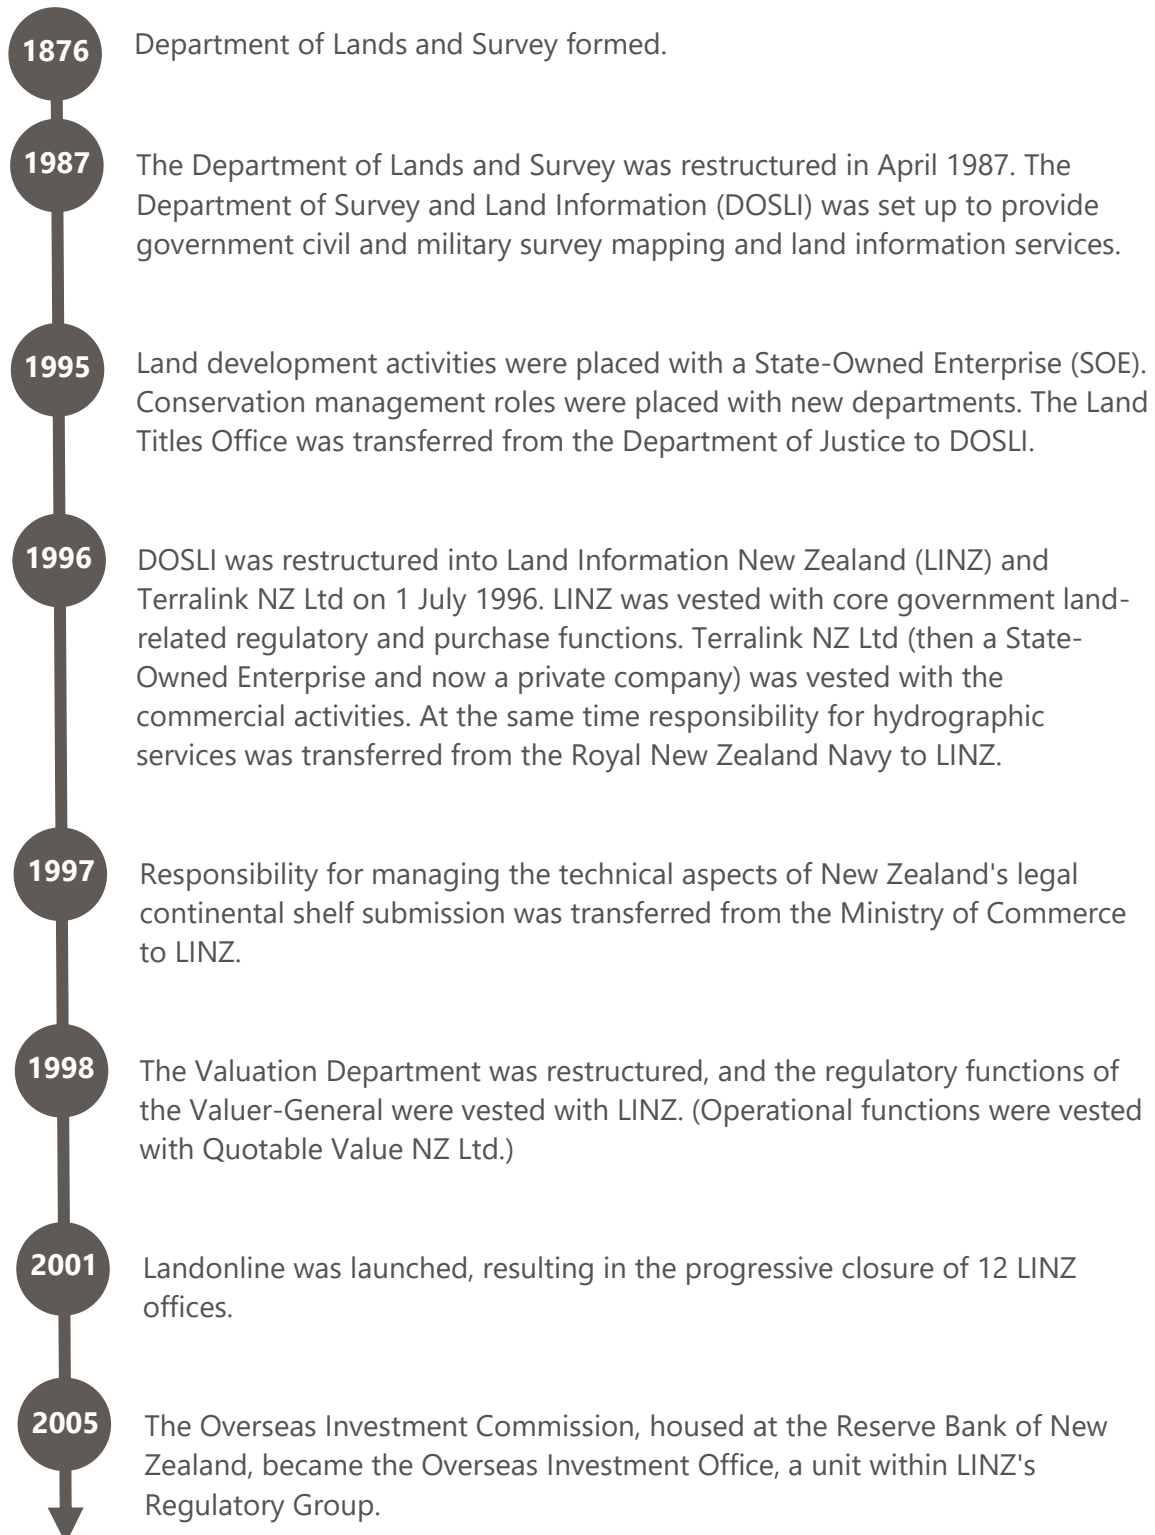 1876
Department of Lands and Survey formed.
1987
The Department of Lands and Survey was restructured in April 1987. The
Department of Survey and Land Information (DOSLI) was set up to provide
government civil and military survey mapping and land information services.
1995
Land development activities were placed with a State-Owned Enterprise (SOE).
Conservation management roles were placed with new departments. The Land
Titles Office was transferred from the Department of Justice to DOSLI.
1996
DOSLI was restructured into Land Information New Zealand (LINZ) and
Terralink NZ Ltd on 1 July 1996. LINZ was vested with core government land-
related regulatory and purchase functions. Terralink NZ Ltd (then a State-
Owned Enterprise and now a private company) was vested with the
commercial activities. At the same time responsibility for hydrographic
services was transferred from the Royal New Zealand Navy to LINZ.
1997
Responsibility for managing the technical aspects of New Zealand's legal
continental shelf submission was transferred from the Ministry of Commerce
to LINZ.
1998
The Valuation Department was restructured, and the regulatory functions of
the Valuer-General were vested with LINZ. (Operational functions were vested
with Quotable Value NZ Ltd.)
2001
Landonline was launched, resulting in the progressive closure of 12 LINZ
offices.
2005
The Overseas Investment Commission, housed at the Reserve Bank of New
Zealand, became the Overseas Investment Office, a unit within LINZ's
Regulatory Group.